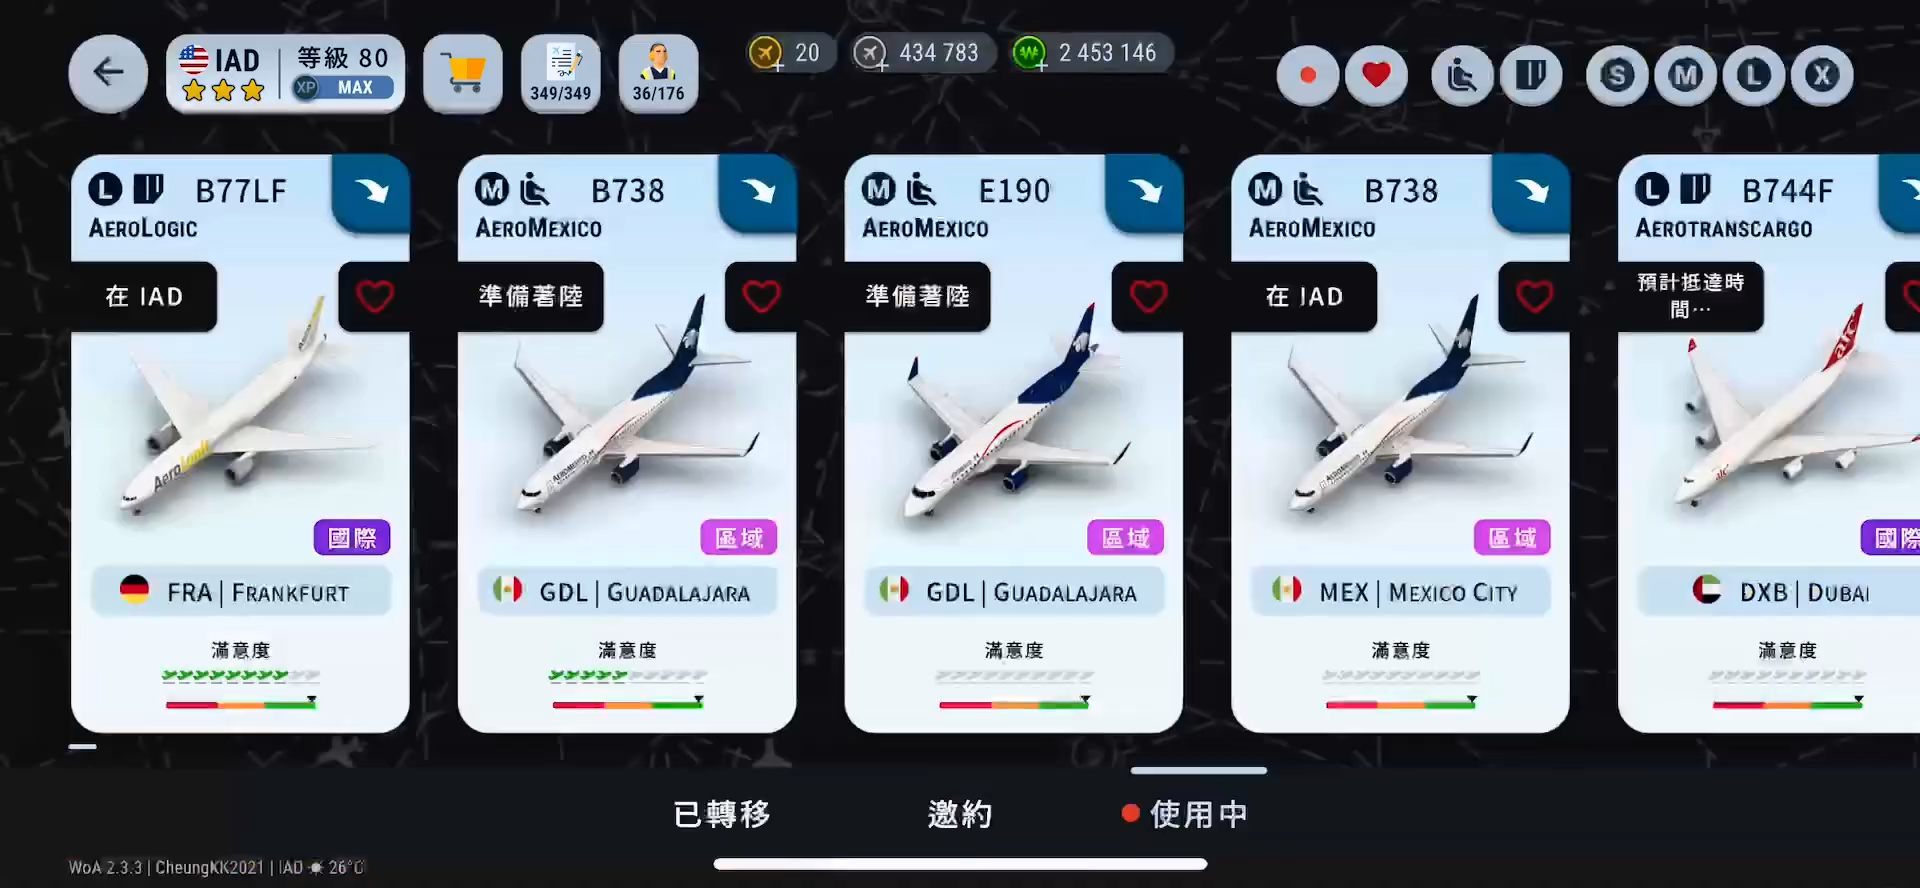 IAD
等級 80
XP MAX
349/349
36/176
20
434 783
2 453 146
S
M
L
X
L B77LF
AEROLOGIC
在 IAD
AeroLogic
國際
FRA | FRANKFURT
滿意度
M B738
AEROMEXICO
準備著陸
AEROMEXICO
區域
GDL | GUADALAJARA
滿意度
M E190
AEROMEXICO
準備著陸
區域
GDL | GUADALAJARA
滿意度
M B738
AEROMEXICO
在 IAD
AEROMEXICO
區域
MEX | MEXICO CITY
滿意度
L B744F
AEROTRANSCARGO
預計抵達時
間…
atc
國際
DXB | DUBAI
滿意度
已轉移
邀約
使用中
WoA 2.3.3 | CheungKK2021 | IAD ☀ 26°C